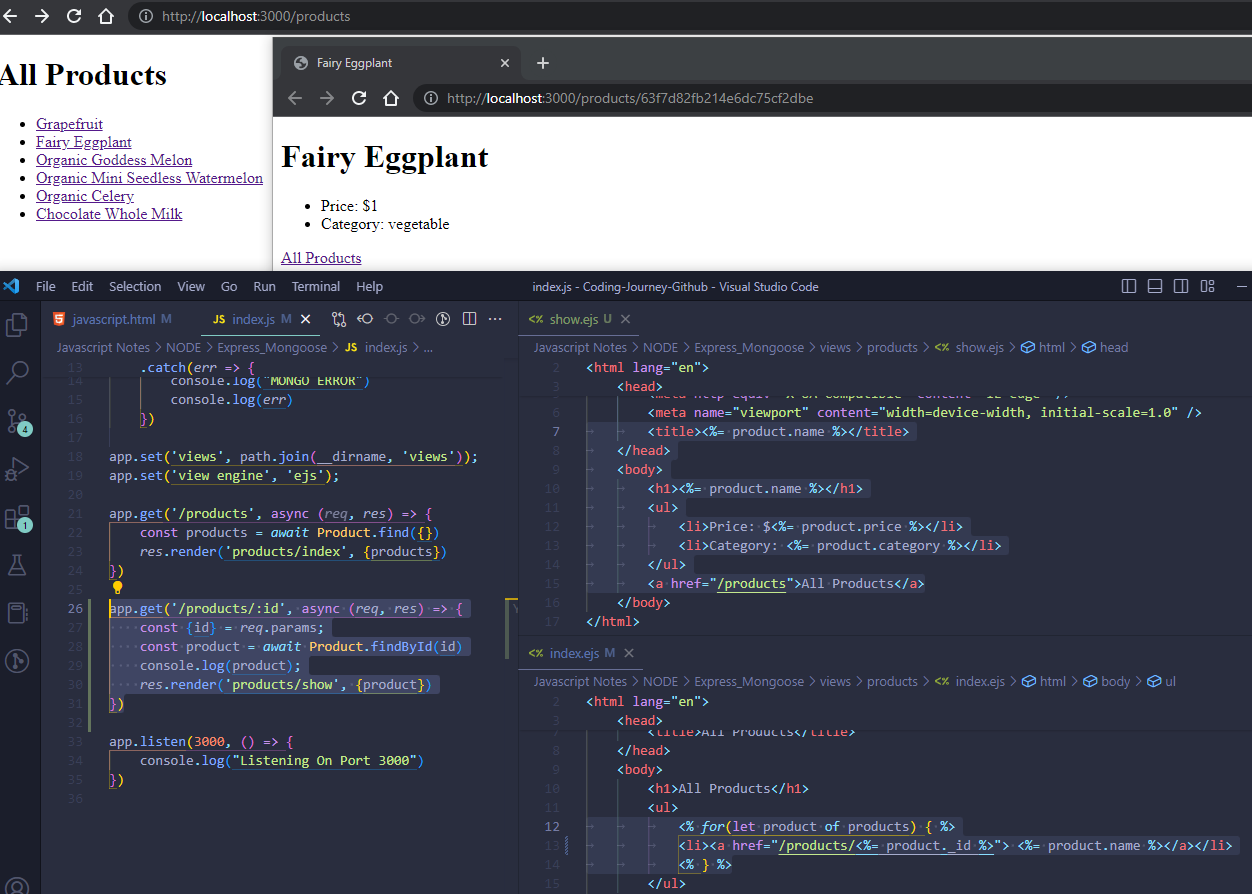 http://localhost:3000/products
All Products
Grapefruit
Fairy Eggplant
Organic Goddess Melon
Organic Mini Seedless Watermelon
Organic Celery
Chocolate Whole Milk
Fairy Eggplant
http://localhost:3000/products/63f7d82fb214e6dc75cf2dbe
Fairy Eggplant
Price: $1
Category: vegetable
All Products
File Edit Selection View Go Run Terminal Help
index.js - Coding-Journey-Github - Visual Studio Code
4
1
javascript.html M
JS index.js M
Javascript Notes > NODE > Express_Mongoose > JS index.js > ...
13 .catch(err => {
14 console.log("MONGO ERROR")
15 console.log(err)
16 })
17
18 app.set('views', path.join(__dirname, 'views'));
19 app.set('view engine', 'ejs');
20
21 app.get('/products', async (req, res) => {
22 const products = await Product.find({})
23 res.render('products/index', {products})
24 })
25
26 app.get('/products/:id', async (req, res) => {
27 const {id} = req.params;
28 const product = await Product.findById(id)
29 console.log(product);
30 res.render('products/show', {product})
31 })
32
33 app.listen(3000, () => {
34 console.log("Listening On Port 3000")
35 })
36
<% show.ejs U
Javascript Notes > NODE > Express_Mongoose > views > products > <% show.ejs > html > head
2 <html lang="en">
3 <head>
6 <meta name="viewport" content="width=device-width, initial-scale=1.0" />
7 <title><%= product.name %></title>
8 </head>
9 <body>
10 <h1><%= product.name %></h1>
11 <ul>
12 <li>Price: $<%= product.price %></li>
13 <li>Category: <%= product.category %></li>
14 </ul>
15 <a href="/products">All Products</a>
16 </body>
17 </html>
<% index.ejs M
Javascript Notes > NODE > Express_Mongoose > views > products > <% index.ejs > html > body > ul
2 <html lang="en">
3 <head>
7 <title>All Products</title>
8 </head>
9 <body>
10 <h1>All Products</h1>
11 <ul>
12 <% for(let product of products) { %>
13 <li><a href="/products/<%= product._id %>"> <%= product.name %></a></li>
14 <% } %>
15 </ul>